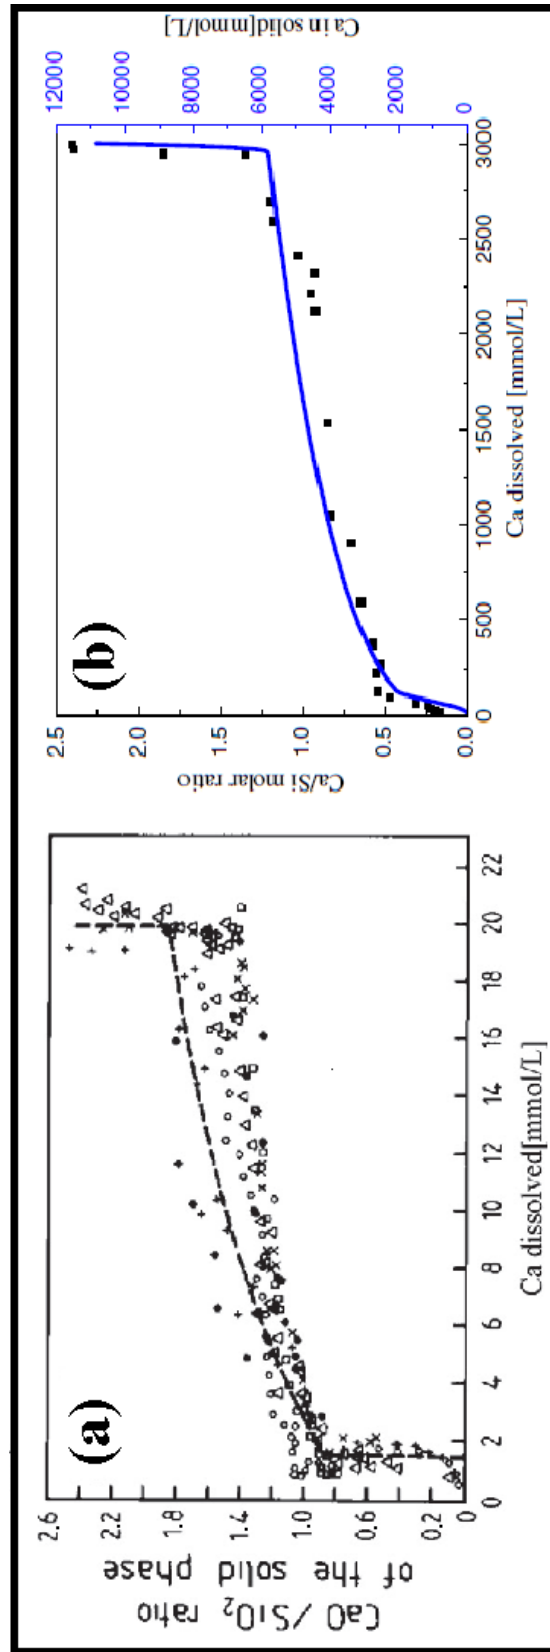 (a)
CaO/SiO₂ ratio
of the solid phase
2.6
1.8
1.4
1.0
0.6
0.2
0 2 4 6 8 10 12 14 16 18 20 22
Ca dissolved[mmol/L]
(b)
Ca/Si molar ratio
2.5
2.0
1.5
1.0
0.5
0.0
0 500 1000 1500 2000 2500 3000
Ca dissolved [mmol/L]
12000
10000
8000
6000
4000
2000
0
Ca in solid[mmol/L]